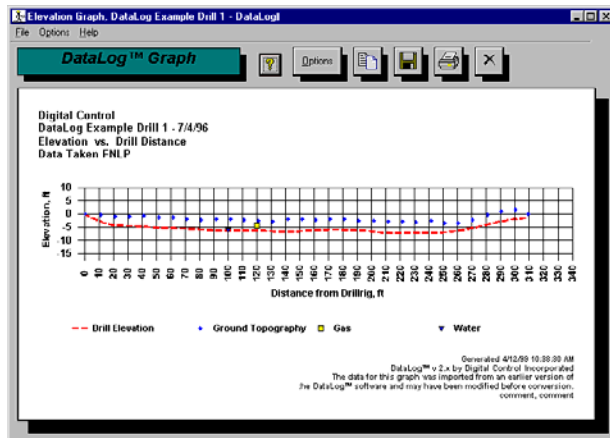 Elevation Graph, DataLog Example Drill 1 - DataLogI
File Options Help
DataLog™ Graph
?
Options
Digital Control
DataLog Example Drill 1 - 7/4/96
Elevation vs. Drill Distance
Data Taken FNLP
Elevation, ft
10
5
0
-5
-10
-15
0 10 20 30 40 50 60 70 80 90 100 110 120 130 140 150 160 170 180 190 200 210 220 230 240 250 260 270 280 290 300 310 320 330 340
Distance from Drillrig, ft
Drill Elevation Ground Topography Gas Water
Generated 4/12/99 10:38:30 AM
DataLog™ v 2.x by Digital Control Incorporated
The data for this graph was imported from an earlier version of
the DataLog™ software and may have been modified before conversion.
comment, comment